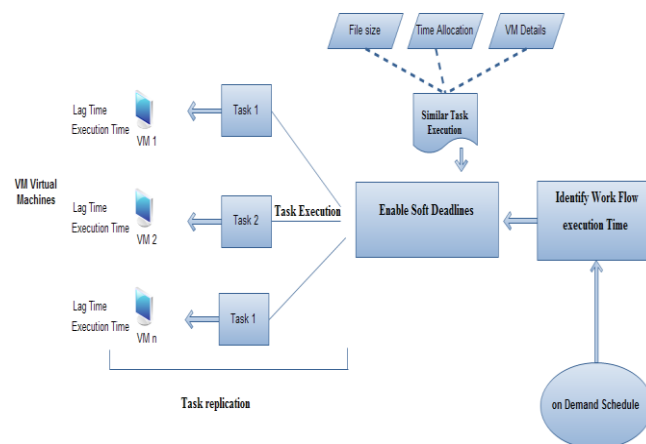 File size
Time Allocation
VM Details
Similar Task
Execution
Lag Time
Execution Time
VM 1
Task 1
VM Virtual
Machines
Lag Time
Execution Time
VM 2
Task 2
Task Execution
Enable Soft Deadlines
Identify Work Flow
execution Time
Lag Time
Execution Time
VM n
Task 1
Task replication
on Demand Schedule